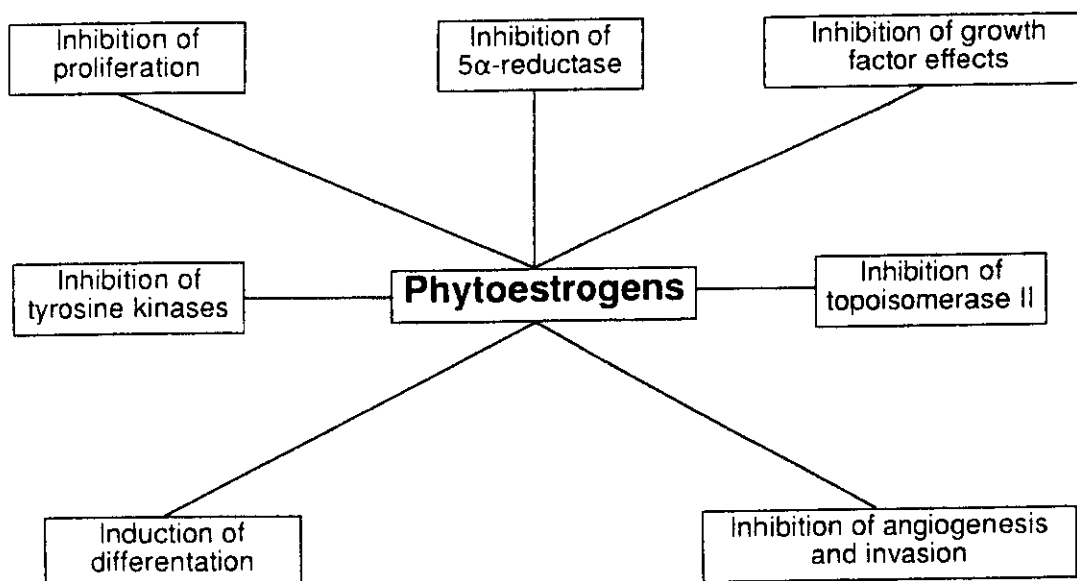 Inhibition of
proliferation
Inhibition of
5α-reductase
Inhibition of growth
factor effects
Inhibition of
tyrosine kinases
Phytoestrogens
Inhibition of
topoisomerase II
Induction of
differentation
Inhibition of angiogenesis
and invasion